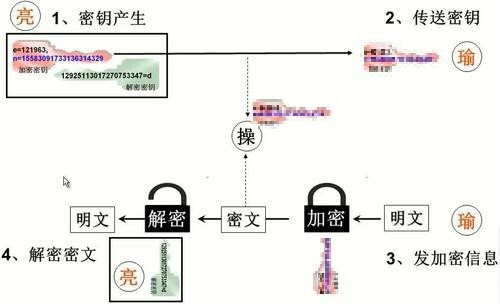 亮 1、密钥产生
2、传送密钥
e=121963,
n=15583091733136314329
加密密钥
12925113017270753347=d
解密密钥
瑜
操
明文 解密 密文 加密 明文 瑜
4、解密密文
亮
3、发加密信息